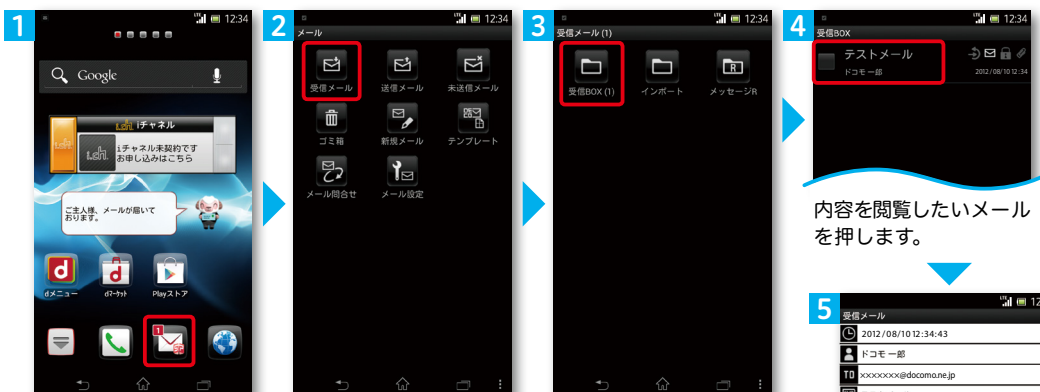 1
12:34
Google
i.ch. iチャネル
i.ch.
i.ch.
iチャネル未契約です
お申し込みはこちら
ご主人様、メールが届いて
おります。
dメニュー
dマーケット
Playストア
1
2
12:34
メール
受信メール
送信メール
未送信メール
ゴミ箱
新規メール
テンプレート
メール問合せ
メール設定
3
12:34
受信メール (1)
受信BOX (1)
インポート
R
メッセージR
4
12:34
受信BOX
テストメール
ドコモ一郎
2012/08/10 12:34
内容を閲覧したいメール
を押します。
5
12
受信メール
2012/08/10 12:34:43
ドコモ一郎
TO xxxxxxx@docomo.ne.jp